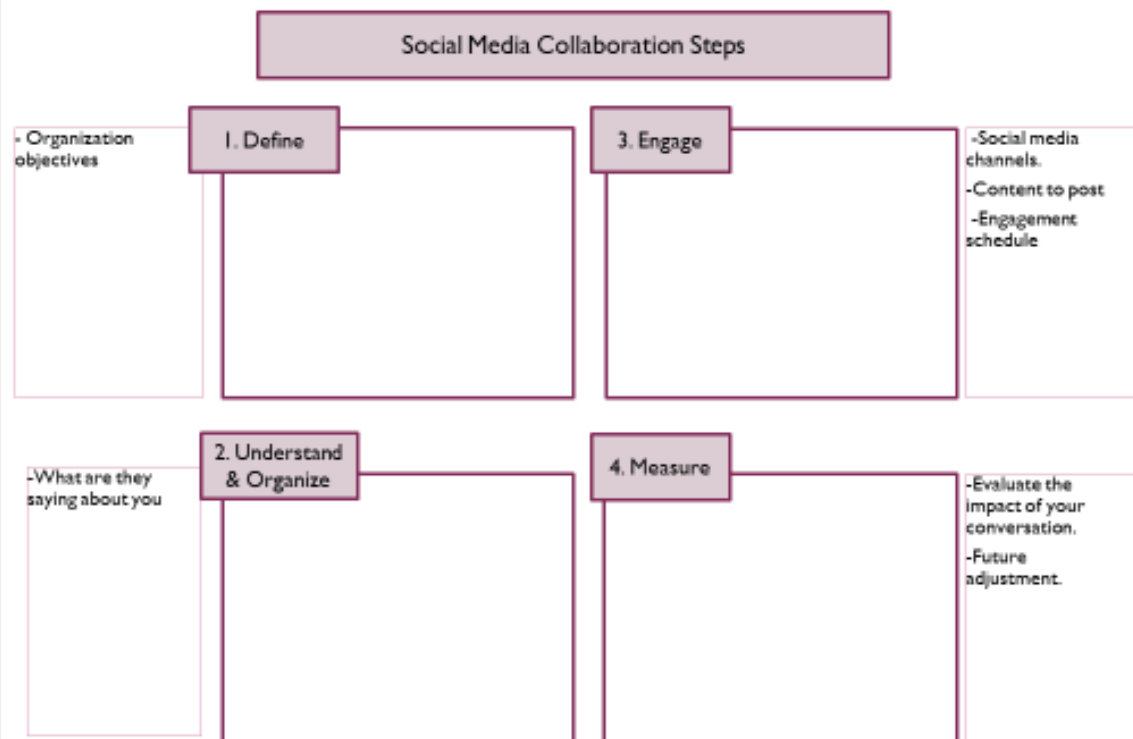 Social Media Collaboration Steps
- Organization
objectives
1. Define
3. Engage
-Social media
channels.
-Content to post
-Engagement
schedule
-What are they
saying about you
2. Understand
& Organize
4. Measure
-Evaluate the
impact of your
conversation.
-Future
adjustment.